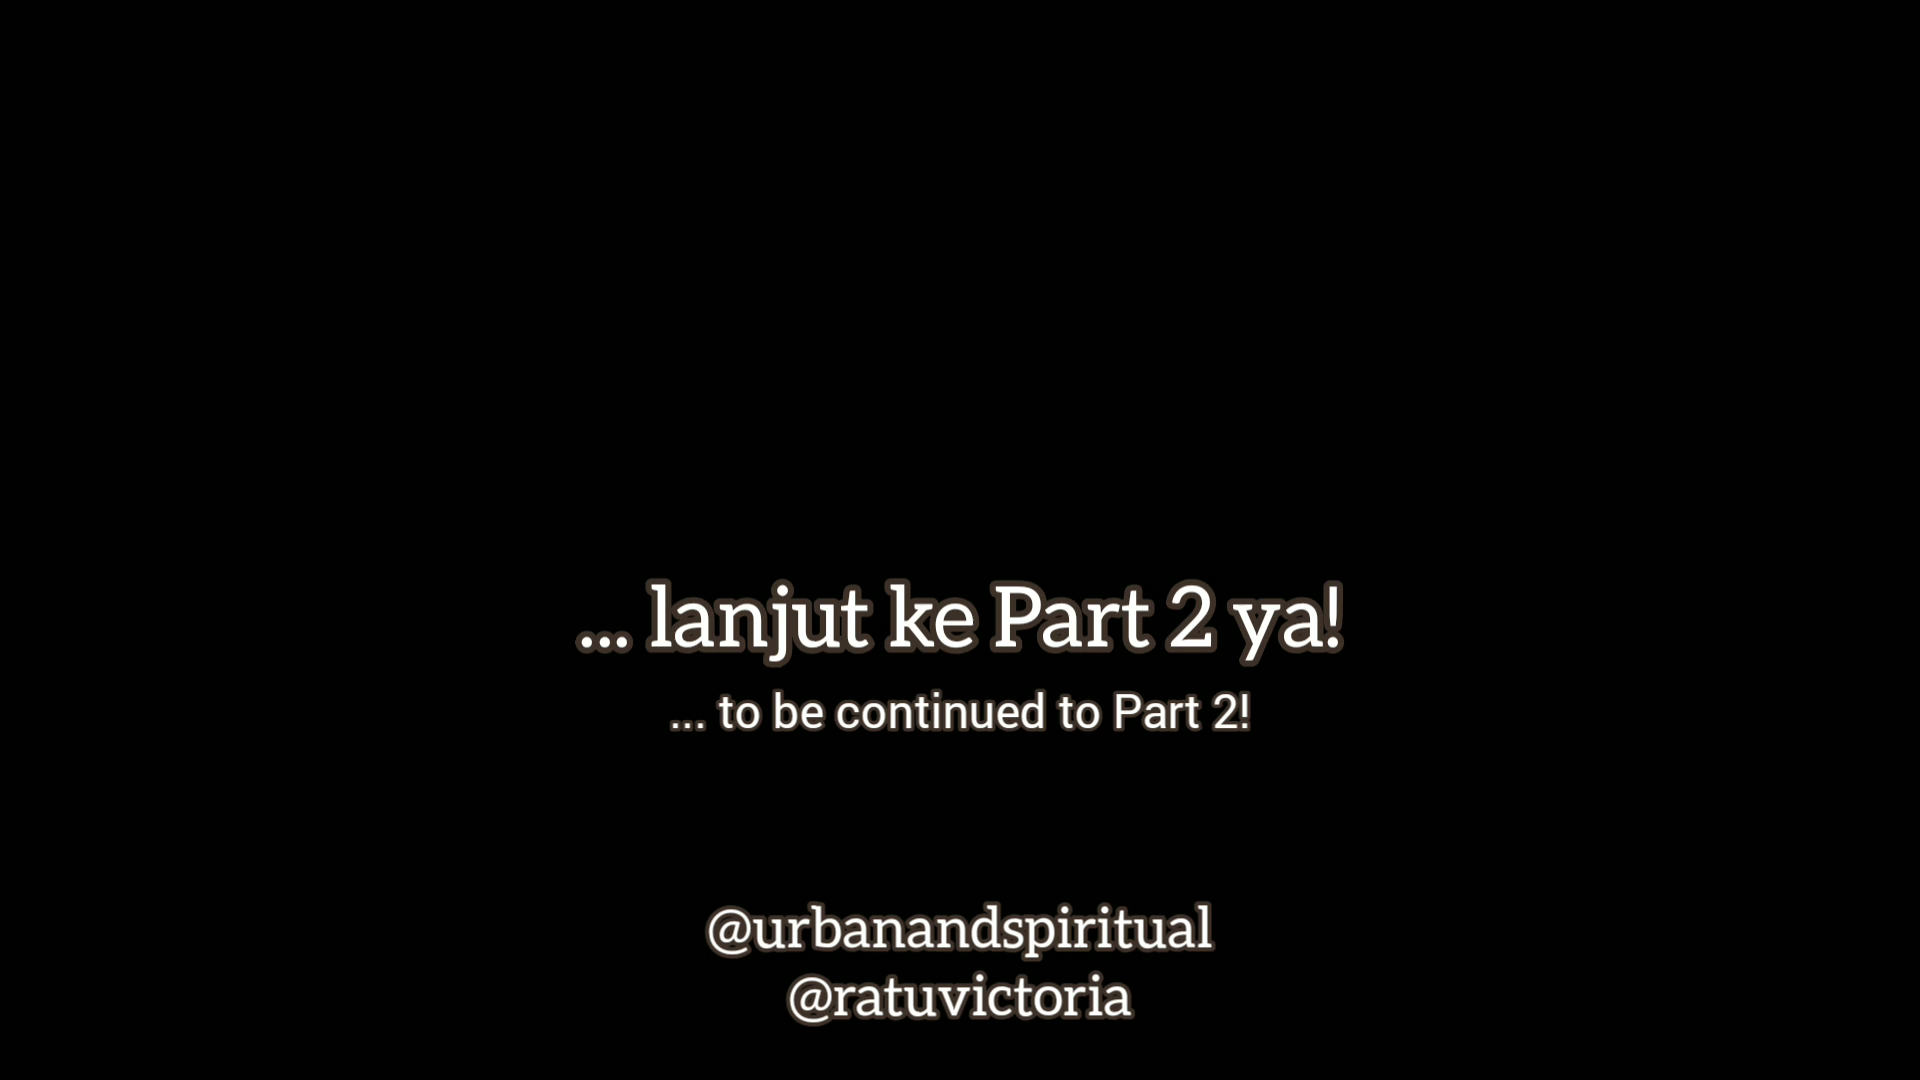 ... lanjut ke Part 2 ya!
... to be continued to Part 2!
@urbanandspiritual
@ratuvictoria